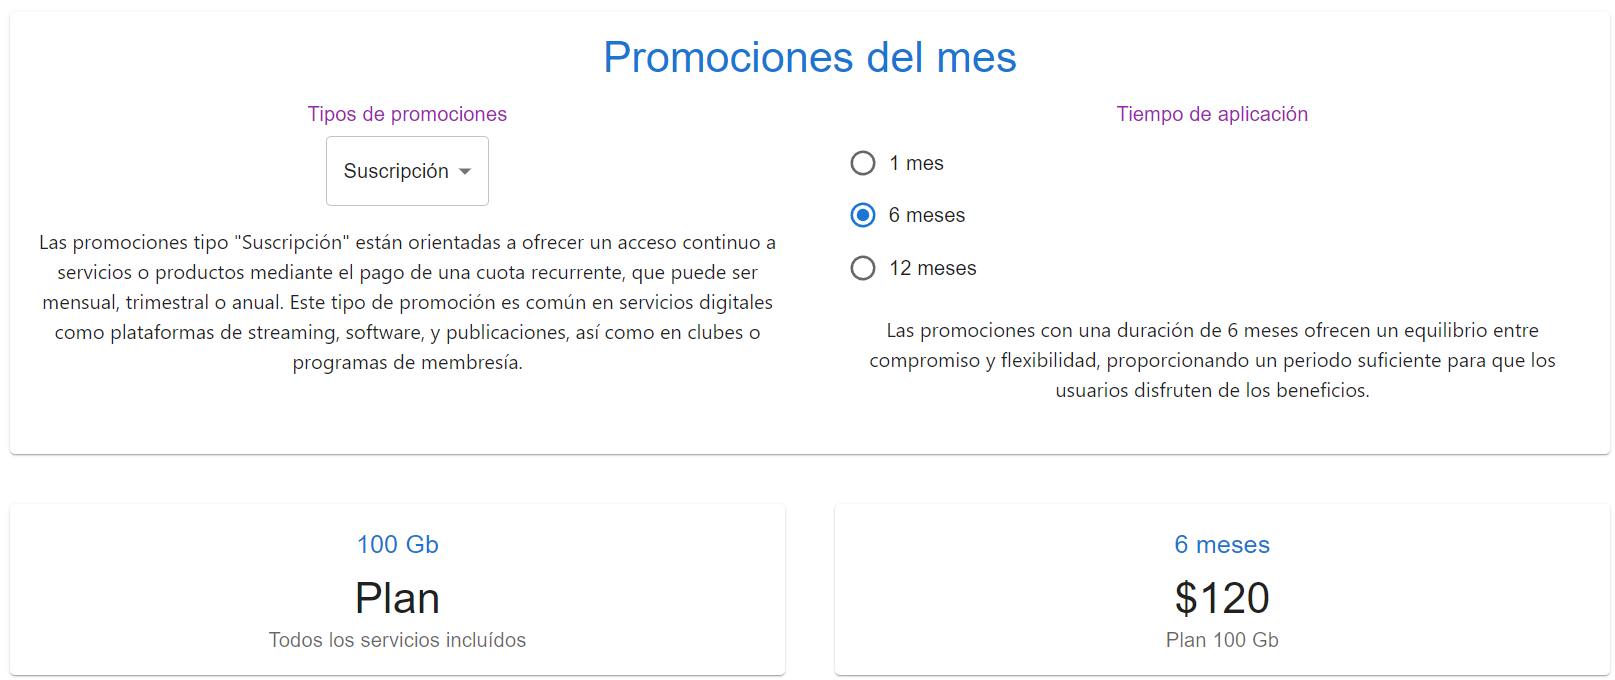 Promociones del mes
Tipos de promociones
Suscripción
Las promociones tipo "Suscripción" están orientadas a ofrecer un acceso continuo a
servicios o productos mediante el pago de una cuota recurrente, que puede ser
mensual, trimestral o anual. Este tipo de promoción es común en servicios digitales
como plataformas de streaming, software, y publicaciones, así como en clubes o
programas de membresía.
Tiempo de aplicación
1 mes
6 meses
12 meses
Las promociones con una duración de 6 meses ofrecen un equilibrio entre
compromiso y flexibilidad, proporcionando un periodo suficiente para que los
usuarios disfruten de los beneficios.
100 Gb
Plan
Todos los servicios incluídos
6 meses
$120
Plan 100 Gb